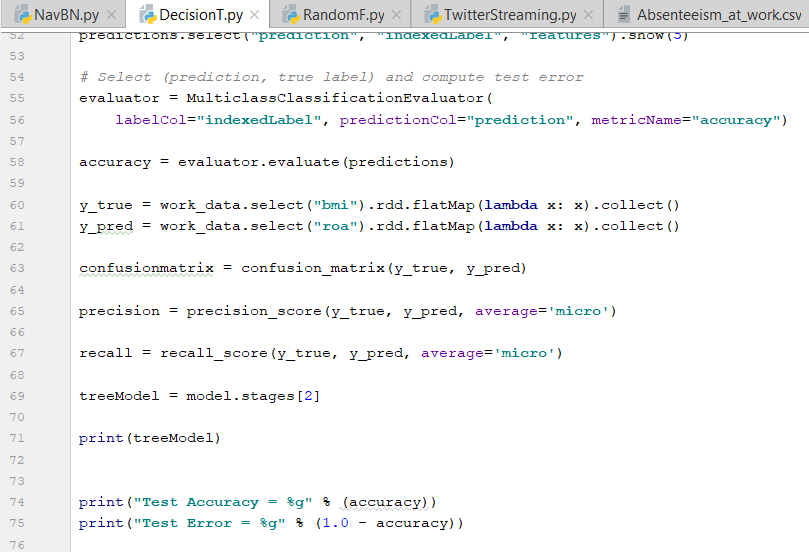 NavBN.py × DecisionT.py × RandomF.py × TwitterStreaming.py × Absenteeism_at_work.csv
52 predictions.select("prediction", "indexedLabel", "features").show(5)
53
54 # Select (prediction, true label) and compute test error
55 evaluator = MulticlassClassificationEvaluator(
56     labelCol="indexedLabel", predictionCol="prediction", metricName="accuracy")
57
58 accuracy = evaluator.evaluate(predictions)
59
60 y_true = work_data.select("bmi").rdd.flatMap(lambda x: x).collect()
61 y_pred = work_data.select("roa").rdd.flatMap(lambda x: x).collect()
62
63 confusionmatrix = confusion_matrix(y_true, y_pred)
64
65 precision = precision_score(y_true, y_pred, average='micro')
66
67 recall = recall_score(y_true, y_pred, average='micro')
68
69 treeModel = model.stages[2]
70
71 print(treeModel)
72
73
74 print("Test Accuracy = %g" % (accuracy))
75 print("Test Error = %g" % (1.0 - accuracy))
76